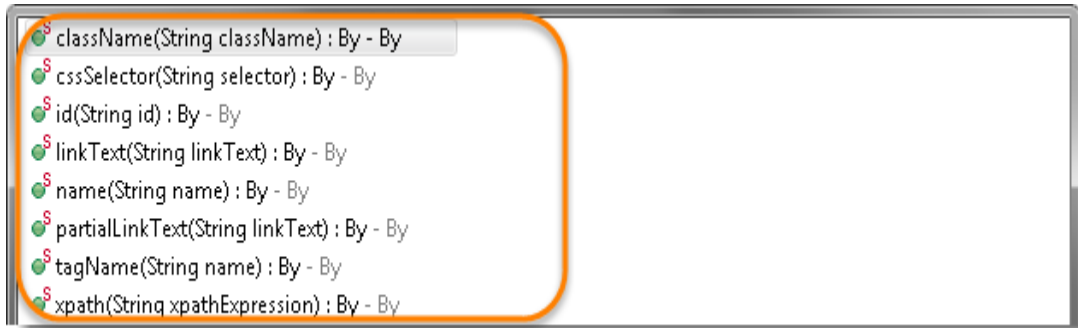 S className(String className) : By - By
S cssSelector(String selector) : By - By
S id(String id) : By - By
S linkText(String linkText) : By - By
S name(String name) : By - By
S partialLinkText(String linkText) : By - By
S tagName(String name) : By - By
S xpath(String xpathExpression) : By - By